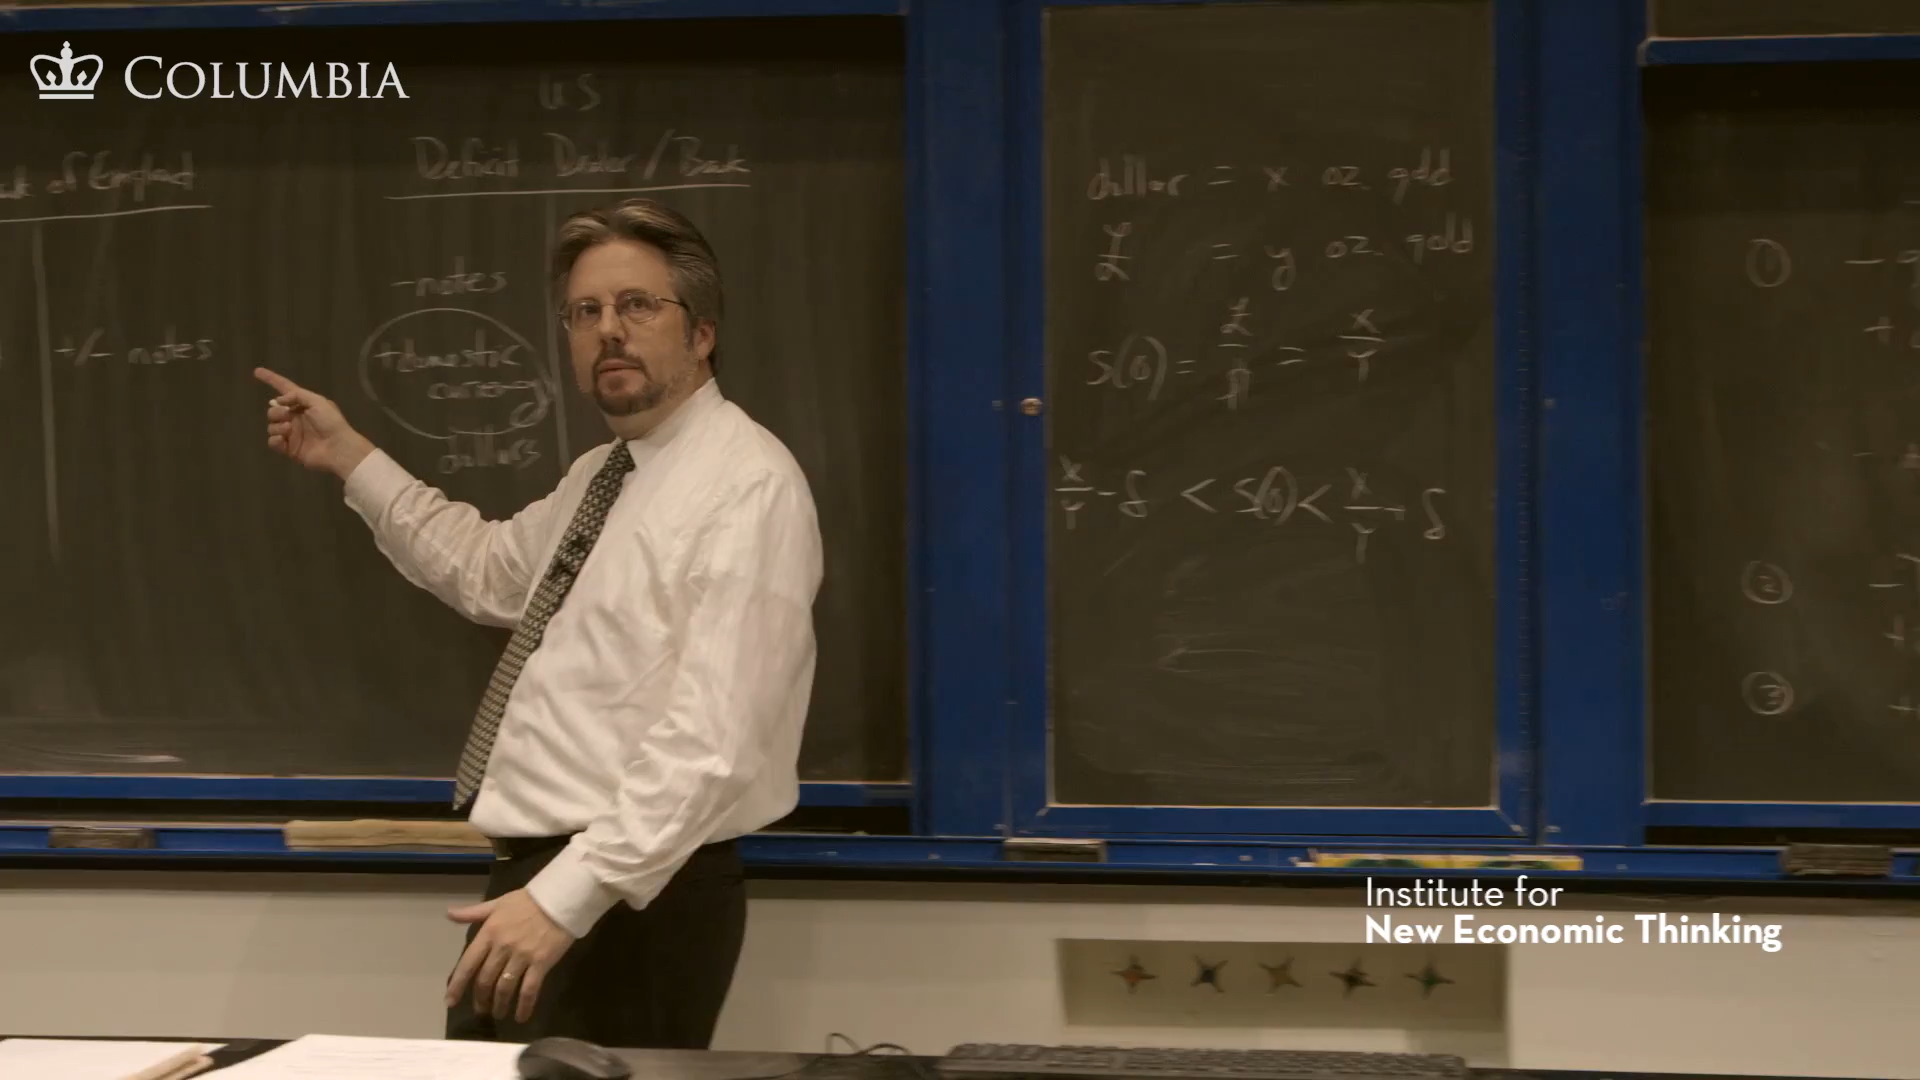 COLUMBIA
US
of England
Deficit Dealer / Bank
+/- notes
- notes
+ domestic
currency
dollars
dollar = x oz. gold
£ = y oz. gold
S(0) = £/$ = x/y
x/y - δ < S(0) < x/y + δ
① -
+
②
③
Institute for
New Economic Thinking